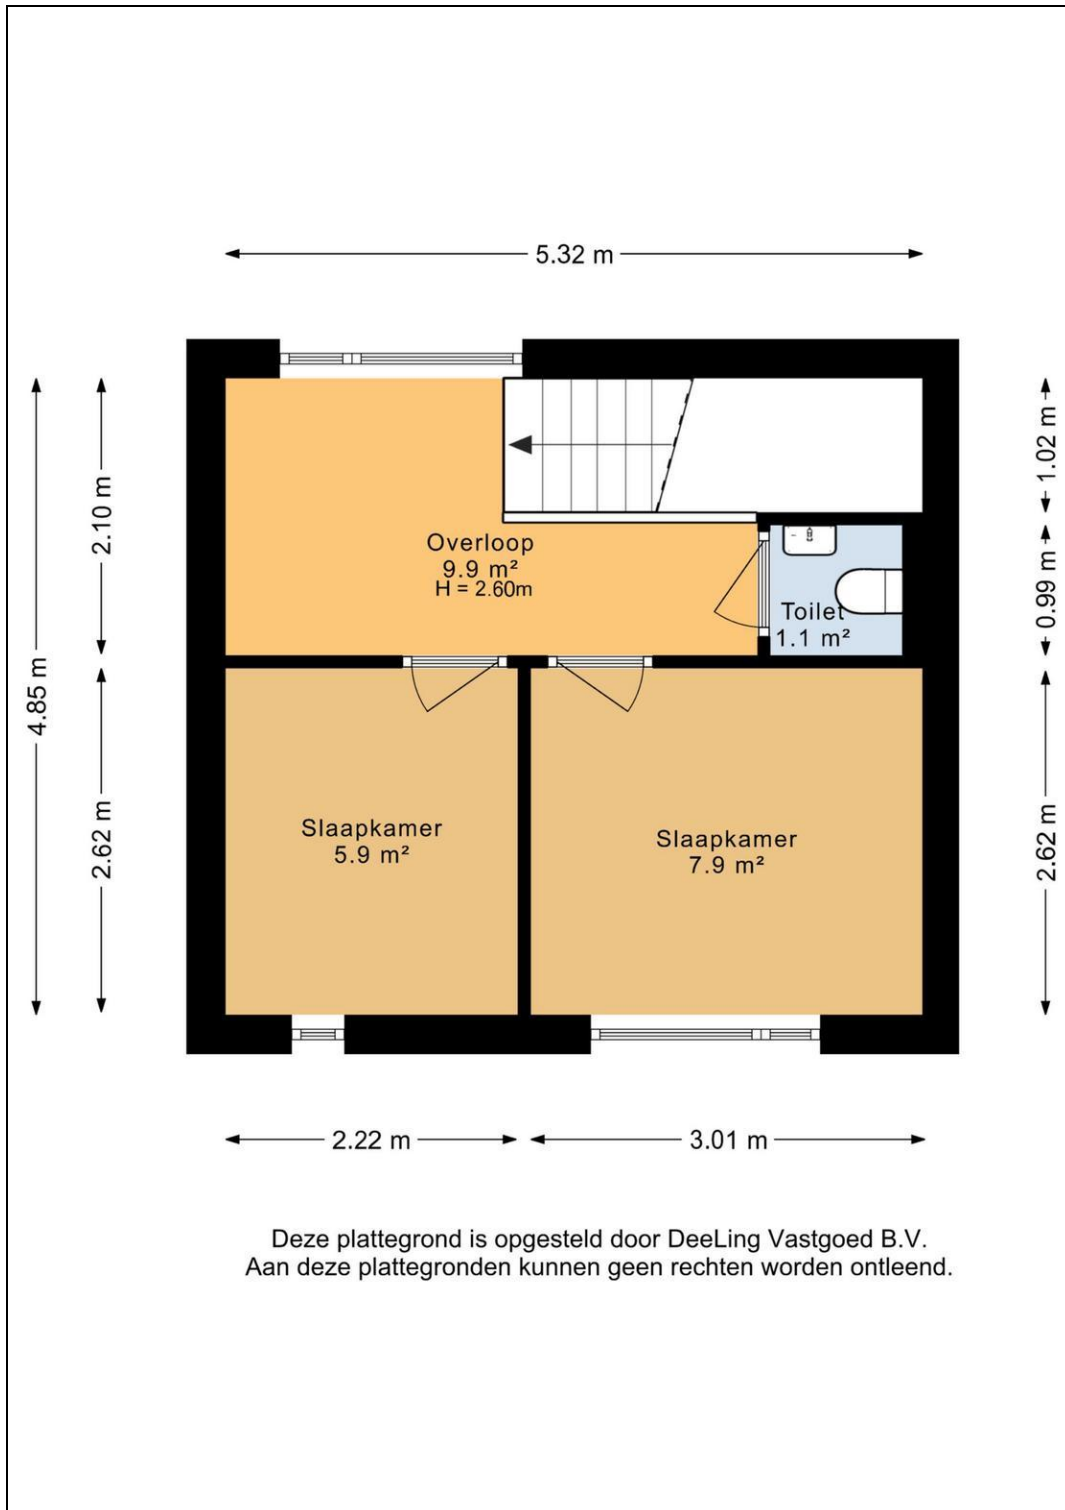 5.32 m
1.02 m
2.10 m
Overloop
9.9 m²
H = 2.60m
0.99 m
Toilet
1.1 m²
4.85 m
Slaapkamer
5.9 m²
Slaapkamer
7.9 m²
2.62 m
2.62 m
2.22 m
3.01 m
Deze plattegrond is opgesteld door DeeLing Vastgoed B.V.
Aan deze plattegronden kunnen geen rechten worden ontleend.